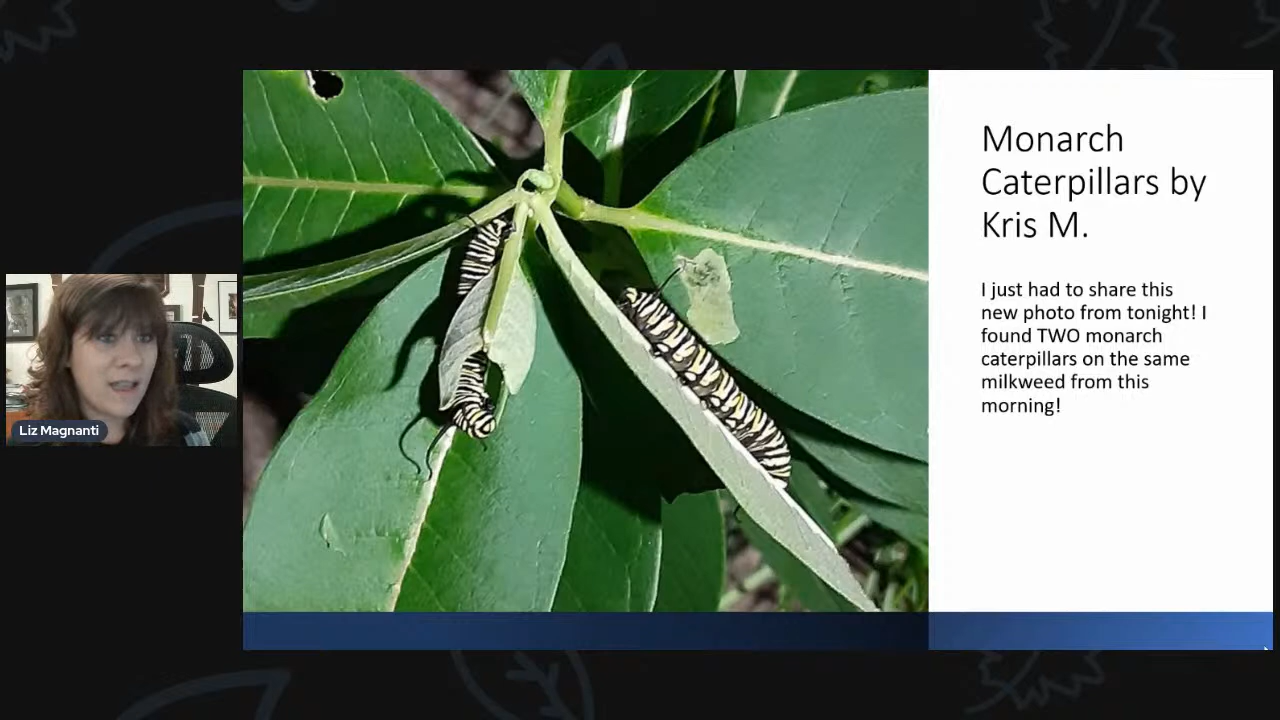 Monarch
Caterpillars by
Kris M.
I just had to share this
new photo from tonight! I
found TWO monarch
caterpillars on the same
milkweed from this
morning!
Liz Magnanti